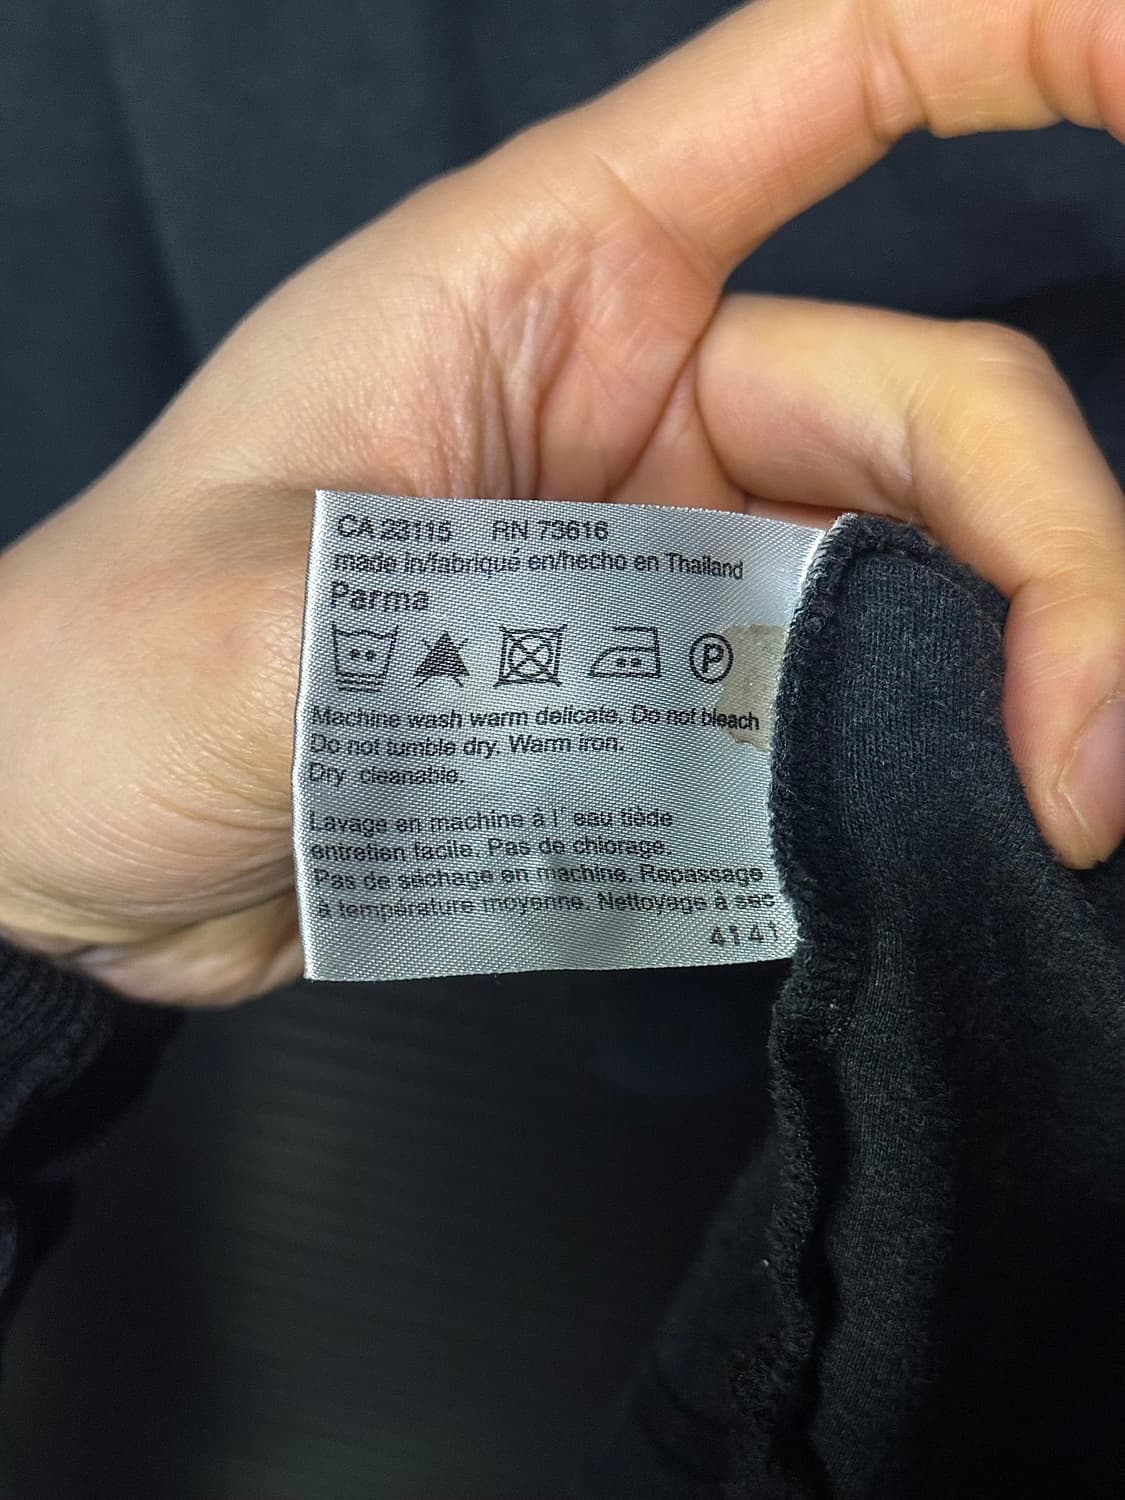 CA 23115 RN 73616
made in/fabriqué en/hecho en Thailand
Parma
P
Machine wash warm delicate. Do not bleach
Do not tumble dry. Warm iron.
Dry cleanable.
Lavage en machine à l' eau tiède
entretien facile. Pas de chlorage.
Pas de séchage en machine. Repassage
à température moyenne. Nettoyage à sec
4141